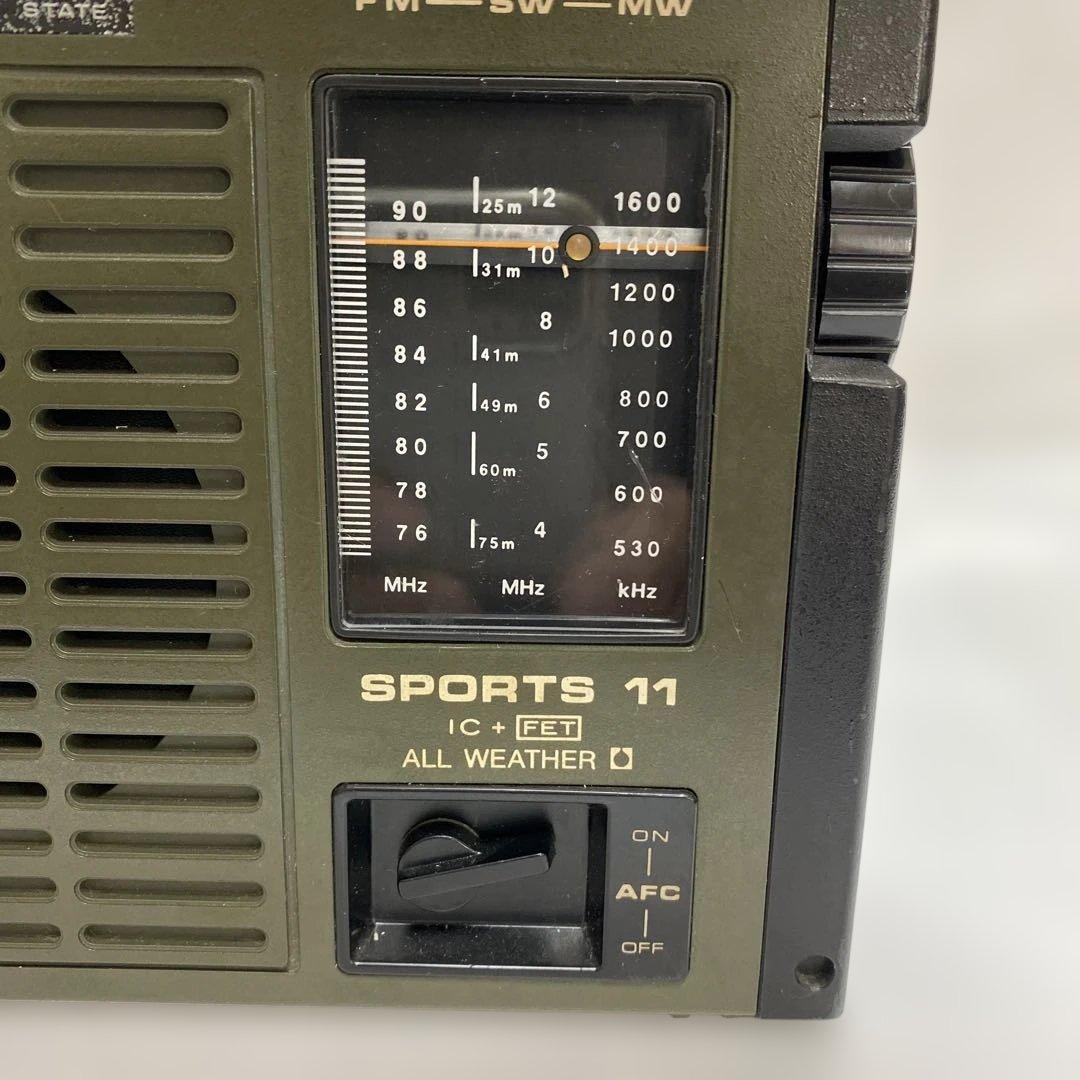 STATE
FM — SW — MW
90 25m 12 1600
88 31m 10 1400
86 1200
8 1000
84 41m
82 49m 6 800
80 60m 5 700
78 600
76 75m 4 530
MHz MHz kHz
SPORTS 11
IC + FET
ALL WEATHER
ON
AFC
OFF